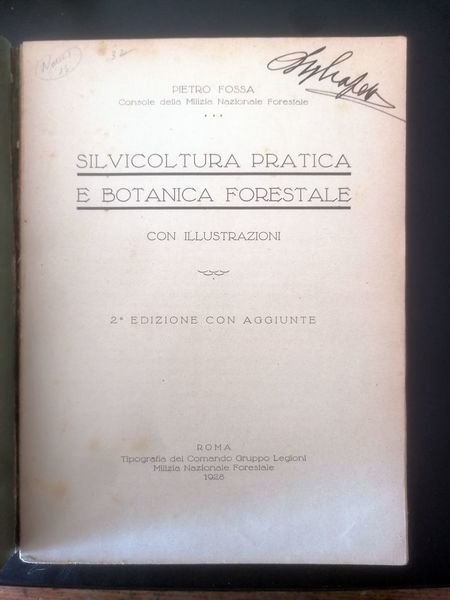 32
PIETRO FOSSA
Console della Milizia Nazionale Forestale
SILVICOLTURA PRATICA
E BOTANICA FORESTALE
CON ILLUSTRAZIONI
2ª EDIZIONE CON AGGIUNTE
ROMA
Tipografia del Comando Gruppo Legioni
Milizia Nazionale Forestale
1928